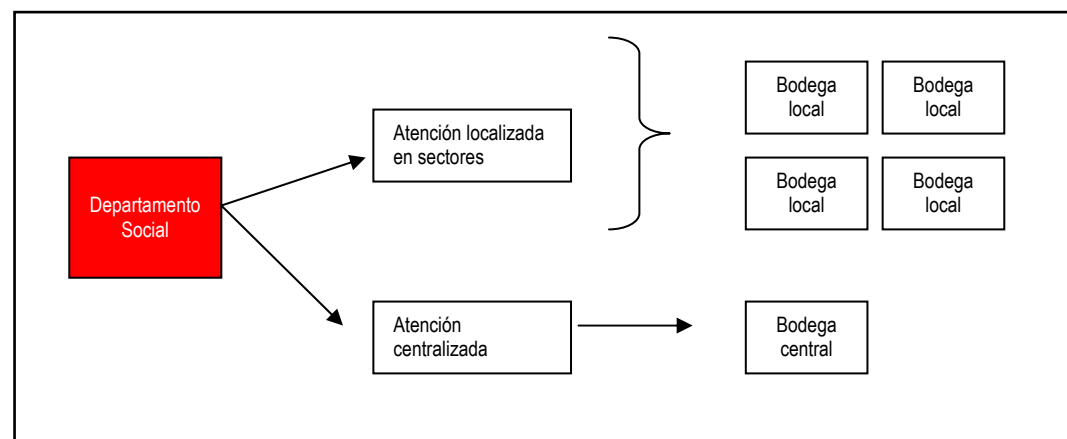 Departamento
Social
Atención localizada
en sectores
Atención
centralizada
Bodega
local
Bodega
local
Bodega
local
Bodega
local
Bodega
central